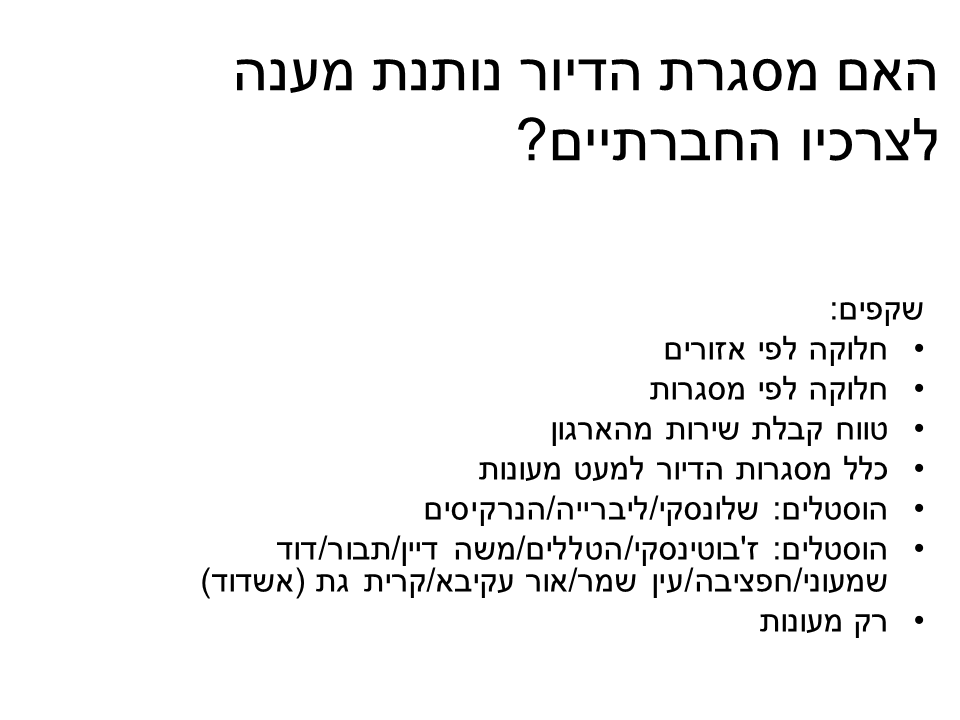 האם מסגרת הדיור נותנת מענה
לצרכיו החברתיים?
שקפים:
• חלוקה לפי אזורים
• חלוקה לפי מסגרות
• טווח קבלת שירות מהארגון
• כלל מסגרות הדיור למעט מעונות
• הוסטלים: שלונסקי/ליברייה/הנרקיסים
• הוסטלים: ז'בוטינסקי/הטללים/משה דיין/תבור/דוד
שמעוני/חפציבה/עין שמר/אור עקיבא/קרית גת (אשדוד)
• רק מעונות